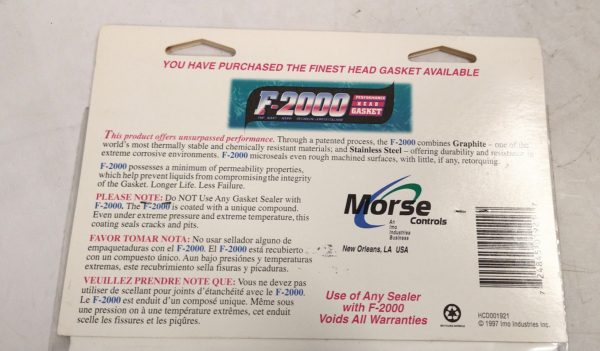 YOU HAVE PURCHASED THE FINEST HEAD GASKET AVAILABLE
F-2000
PERFORMANCE
HEAD
GASKET
This product offers unsurpassed performance. Through a patented process, the F-2000 combines Graphite – one of the
world's most thermally stable and chemically resistant materials; and Stainless Steel – offering durability and resistance in
extreme corrosive environments. F-2000 microseals even rough machined surfaces, with little, if any, retorquing.
F-2000 possesses a minimum of permeability properties,
which help prevent liquids from compromising the integrity
of the Gasket. Longer Life. Less Failure.
PLEASE NOTE: Do NOT Use Any Gasket Sealer with
F-2000. The F-2000 is coated with a unique compound.
Even under extreme pressure and extreme temperature, this
coating seals cracks and pits.
FAVOR TOMAR NOTA: No usar sellador alguno de
empaquetaduras con el F-2000. El F-2000 está recubierto
con un compuesto único. Aun bajo presiónes y temperaturas
extremas, este recubrimiento sella fisuras y picaduras.
VEUILLEZ PRENDRE NOTE QUE: Vous ne devez pas
utiliser de scellant pour joints d'étanchéité avec le F-2000.
Le F-2000 est enduit d'un composé unique. Même sous
une pression on à une température extrêmes, cet enduit
scelle les fissures et les piqûres.
Morse
Controls
An
Imo
Industries
Business
New Orleans, LA USA
Use of Any Sealer
with F-2000
Voids All Warranties
HCD001921
© 1997 Imo Industries Inc.